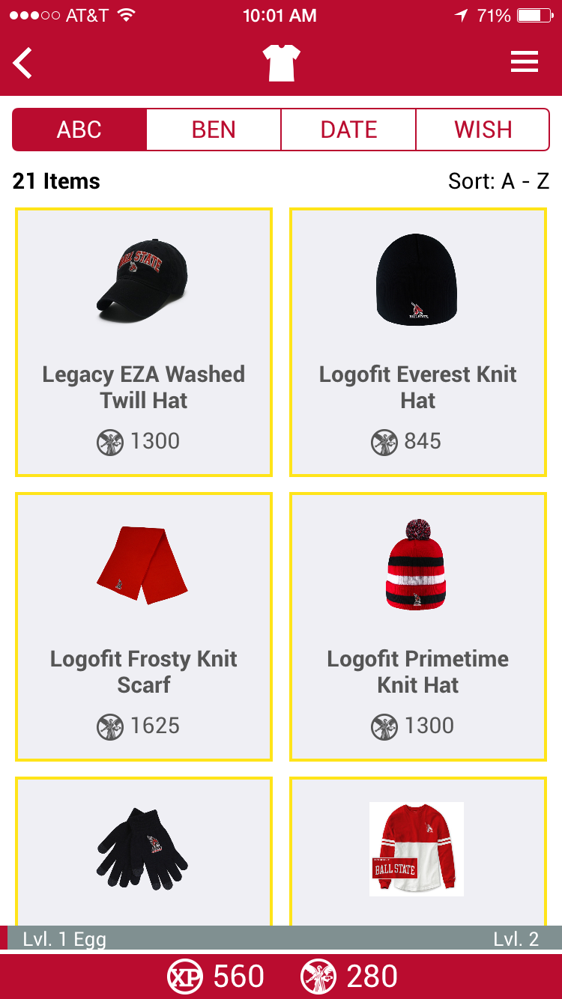 AT&T 10:01 AM 71%
ABC BEN DATE WISH
21 Items Sort: A - Z
BALL STATE
BALL STATE
Legacy EZA Washed
Twill Hat
1300
Logofit Everest Knit
Hat
845
Logofit Frosty Knit
Scarf
1625
Logofit Primetime
Knit Hat
1300
BALL STATE
Lvl. 1 Egg Lvl. 2
XP 560 280